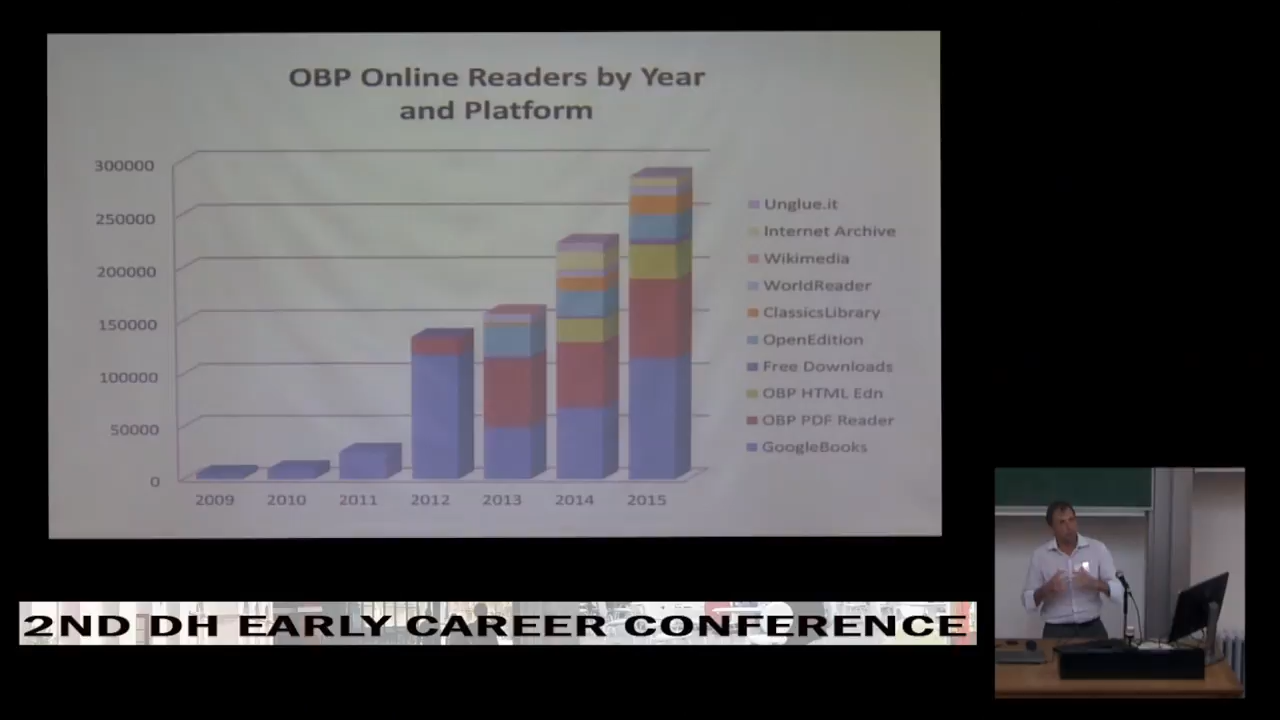 OBP Online Readers by Year
and Platform
300000
250000
200000
150000
100000
50000
0
2009 2010 2011 2012 2013 2014 2015
Unglue.it
Internet Archive
Wikimedia
WorldReader
ClassicsLibrary
OpenEdition
Free Downloads
OBP HTML Edn
OBP PDF Reader
GoogleBooks
2ND DH EARLY CAREER CONFERENCE